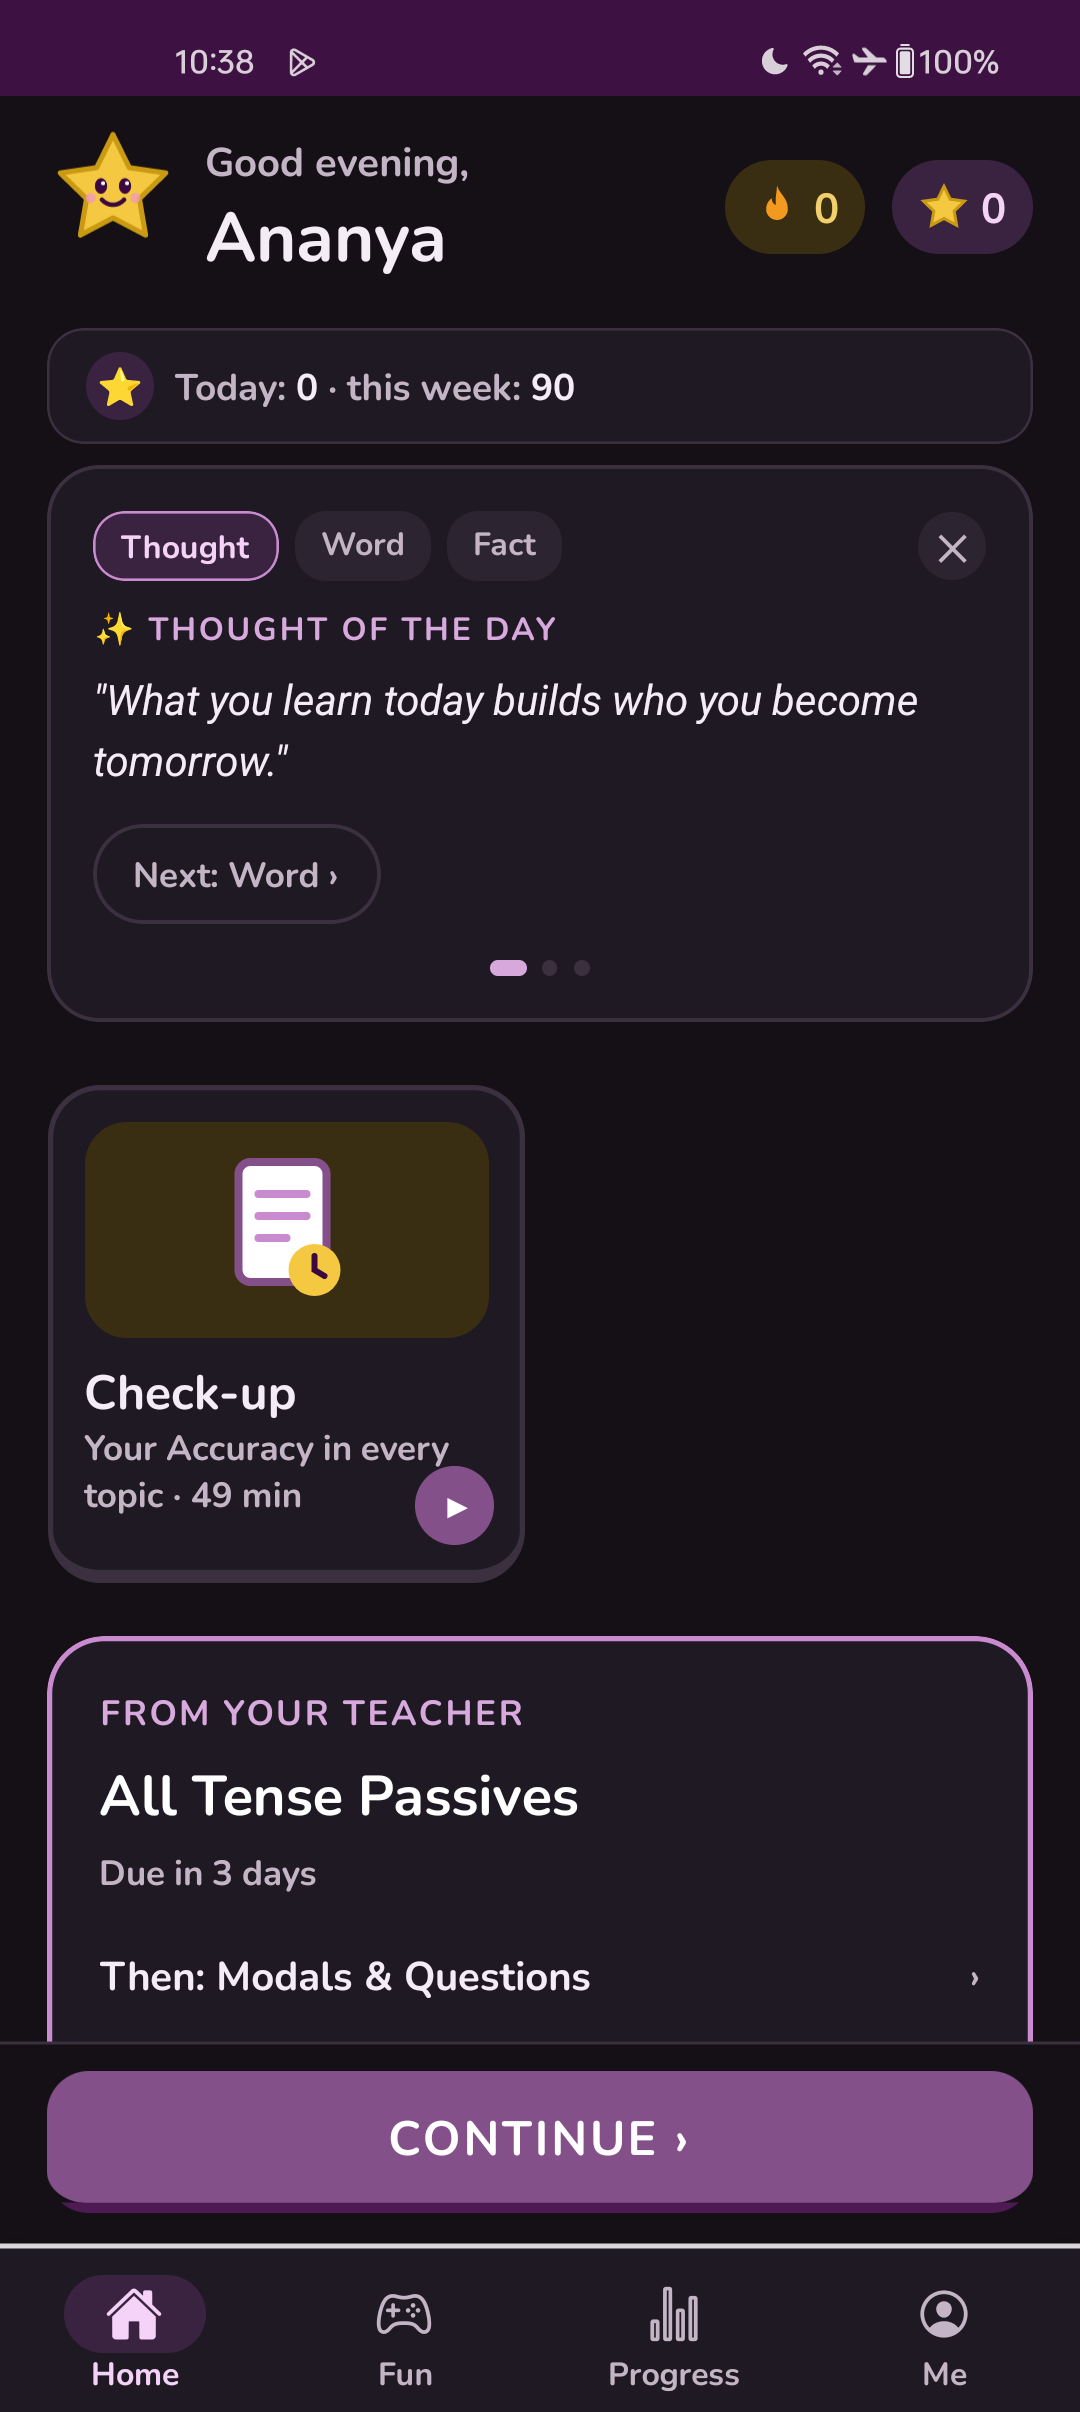 10:38
100%
Good evening,
Ananya
0
0
Today: 0 · this week: 90
Thought
Word
Fact
✨ THOUGHT OF THE DAY
"What you learn today builds who you become
tomorrow."
Next: Word ›
Check-up
Your Accuracy in every
topic · 49 min
FROM YOUR TEACHER
All Tense Passives
Due in 3 days
Then: Modals & Questions ›
CONTINUE ›
Home
Fun
Progress
Me